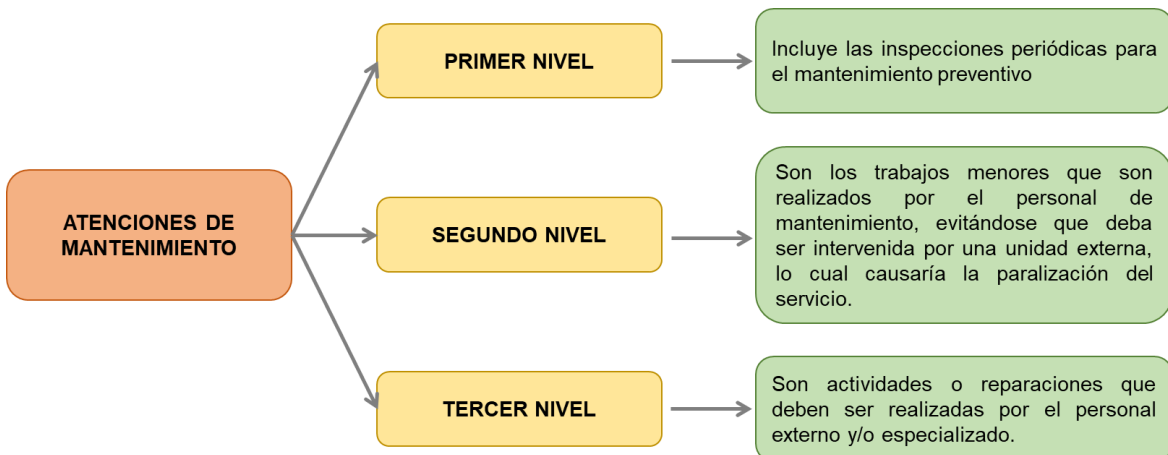 ATENCIONES DE
MANTENIMIENTO
PRIMER NIVEL
Incluye las inspecciones periódicas para
el mantenimiento preventivo
SEGUNDO NIVEL
Son los trabajos menores que son
realizados por el personal de
mantenimiento, evitándose que deba
ser intervenida por una unidad externa,
lo cual causaría la paralización del
servicio.
TERCER NIVEL
Son actividades o reparaciones que
deben ser realizadas por el personal
externo y/o especializado.